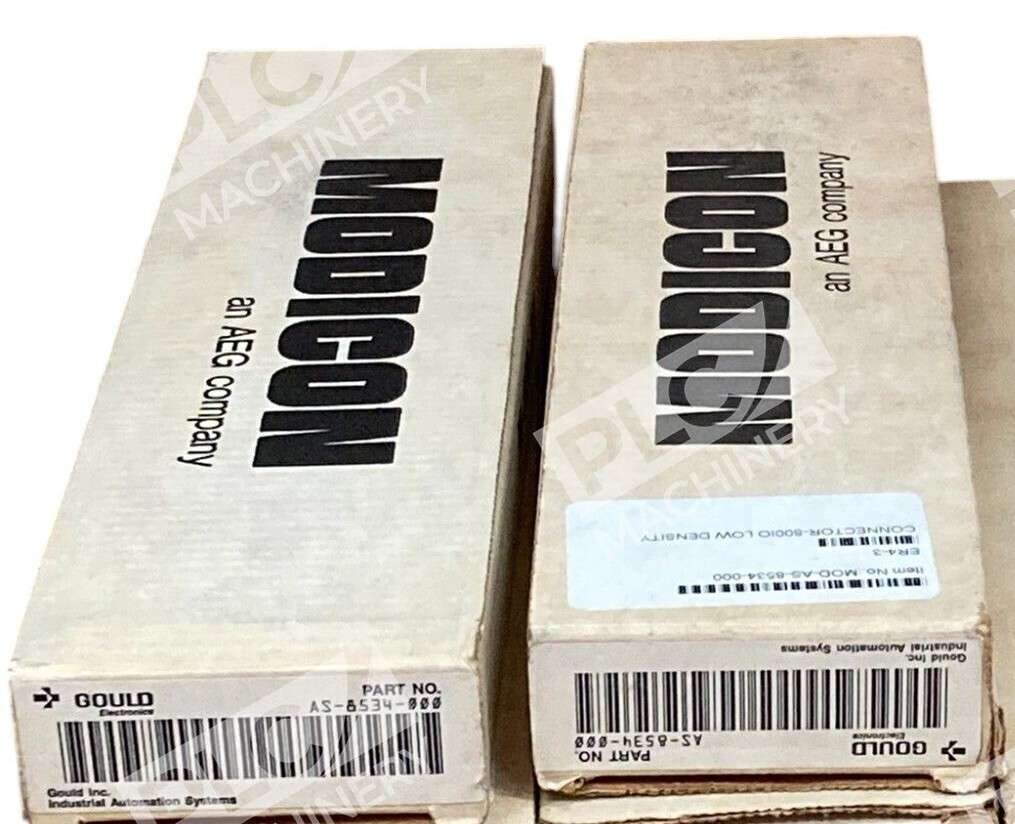 MODICON
an AEG company
GOULD
Electronics
PART NO.
AS-8534-000
Gould Inc.
Industrial Automation Systems
MODICON
an AEG company
Item No. MOD-AS-8534-000
ER4-3
CONNECTOR-800IO LOW DENSITY
GOULD
Electronics
PART NO.
AS-8534-000
Gould Inc.
Industrial Automation Systems
PLC
MACHINERY
PLC
MACHINERY